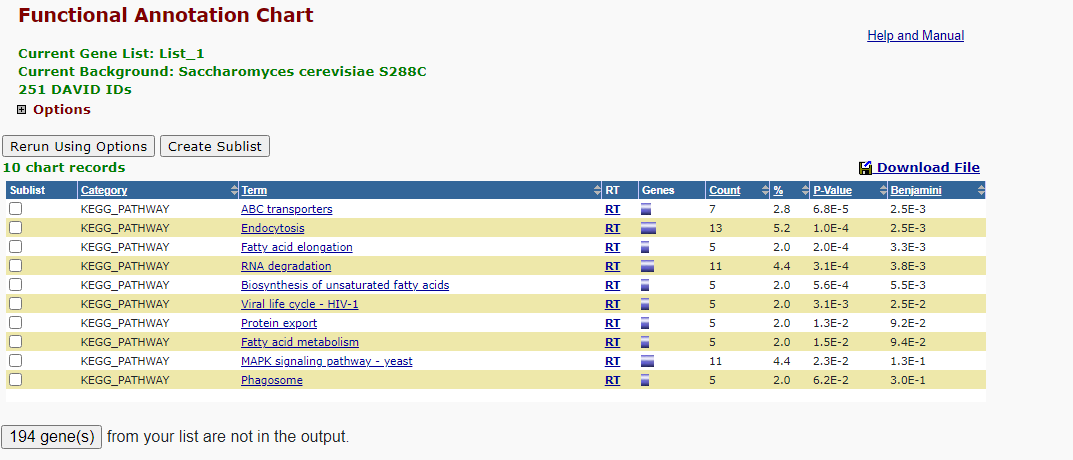 Functional Annotation Chart
Help and Manual
Current Gene List: List_1
Current Background: Saccharomyces cerevisiae S288C
251 DAVID IDs
Options
Rerun Using Options Create Sublist
10 chart records Download File
Sublist Category Term RT Genes Count % P-Value Benjamini
KEGG_PATHWAY ABC transporters RT 7 2.8 6.8E-5 2.5E-3
KEGG_PATHWAY Endocytosis RT 13 5.2 1.0E-4 2.5E-3
KEGG_PATHWAY Fatty acid elongation RT 5 2.0 2.0E-4 3.3E-3
KEGG_PATHWAY RNA degradation RT 11 4.4 3.1E-4 3.8E-3
KEGG_PATHWAY Biosynthesis of unsaturated fatty acids RT 5 2.0 5.6E-4 5.5E-3
KEGG_PATHWAY Viral life cycle - HIV-1 RT 5 2.0 3.1E-3 2.5E-2
KEGG_PATHWAY Protein export RT 5 2.0 1.3E-2 9.2E-2
KEGG_PATHWAY Fatty acid metabolism RT 5 2.0 1.5E-2 9.4E-2
KEGG_PATHWAY MAPK signaling pathway - yeast RT 11 4.4 2.3E-2 1.3E-1
KEGG_PATHWAY Phagosome RT 5 2.0 6.2E-2 3.0E-1
194 gene(s) from your list are not in the output.